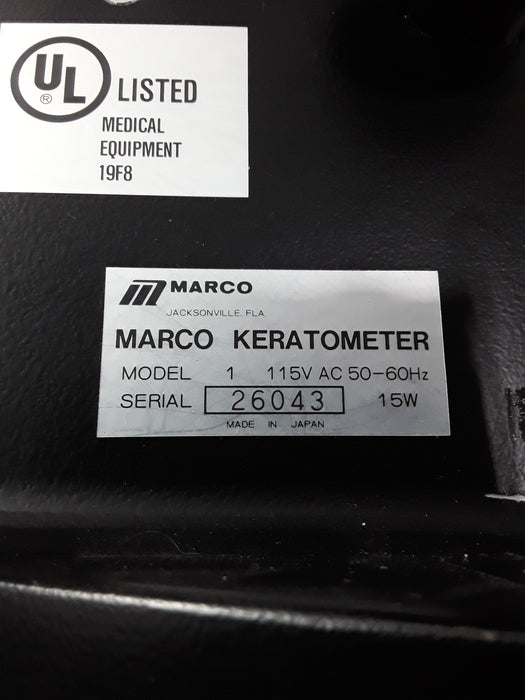 UL
®
LISTED
MEDICAL
EQUIPMENT
19F8
MARCO
JACKSONVILLE, FLA.
MARCO KERATOMETER
MODEL 1 115V AC 50-60Hz
SERIAL 26043 15W
MADE IN JAPAN